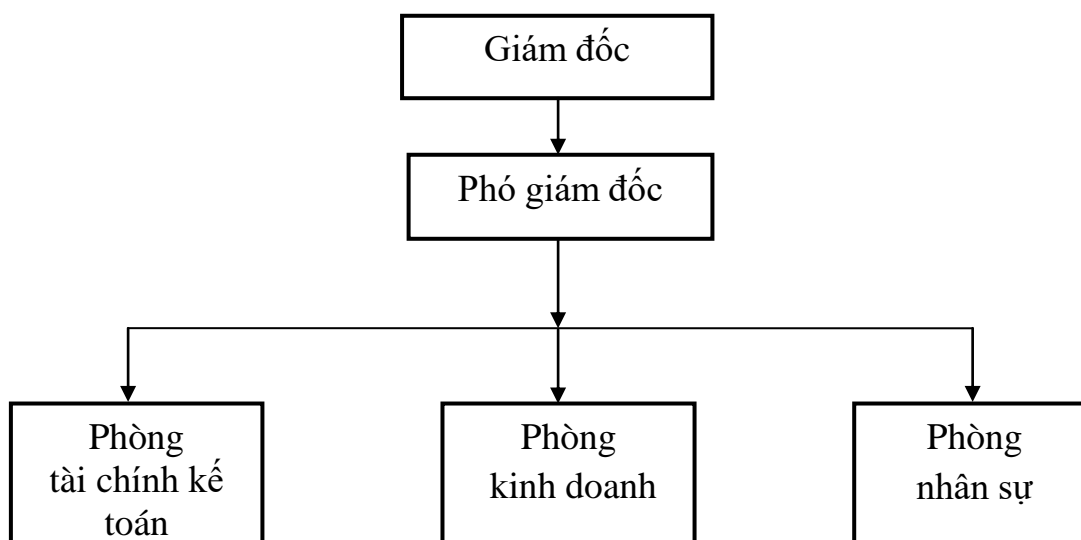 Giám đốc
Phó giám đốc
Phòng
tài chính kế
toán
Phòng
kinh doanh
Phòng
nhân sự